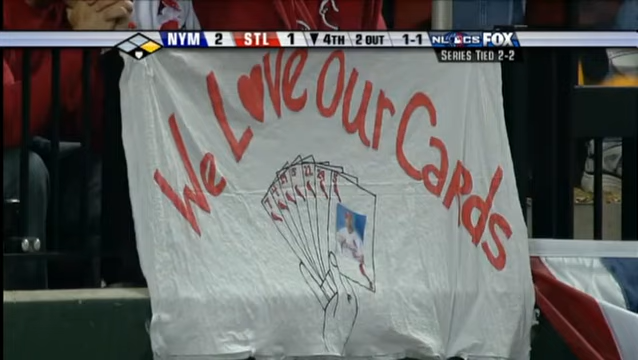 NYM 2 STL 1 ▼ 4TH 2 OUT 1-1 NLCS FOX
SERIES TIED 2-2
We Love Our Cards